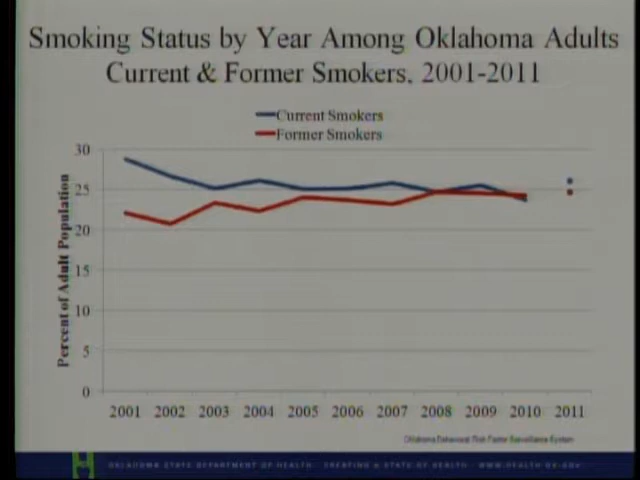 Smoking Status by Year Among Oklahoma Adults
Current & Former Smokers, 2001-2011
Current Smokers
Former Smokers
Percent of Adult Population
30
25
20
15
10
5
0
2001 2002 2003 2004 2005 2006 2007 2008 2009 2010 2011
Oklahoma Behavioral Risk Factor Surveillance System
OKLAHOMA STATE DEPARTMENT OF HEALTH CREATING A STATE OF HEALTH WWW.HEALTH.OK.GOV